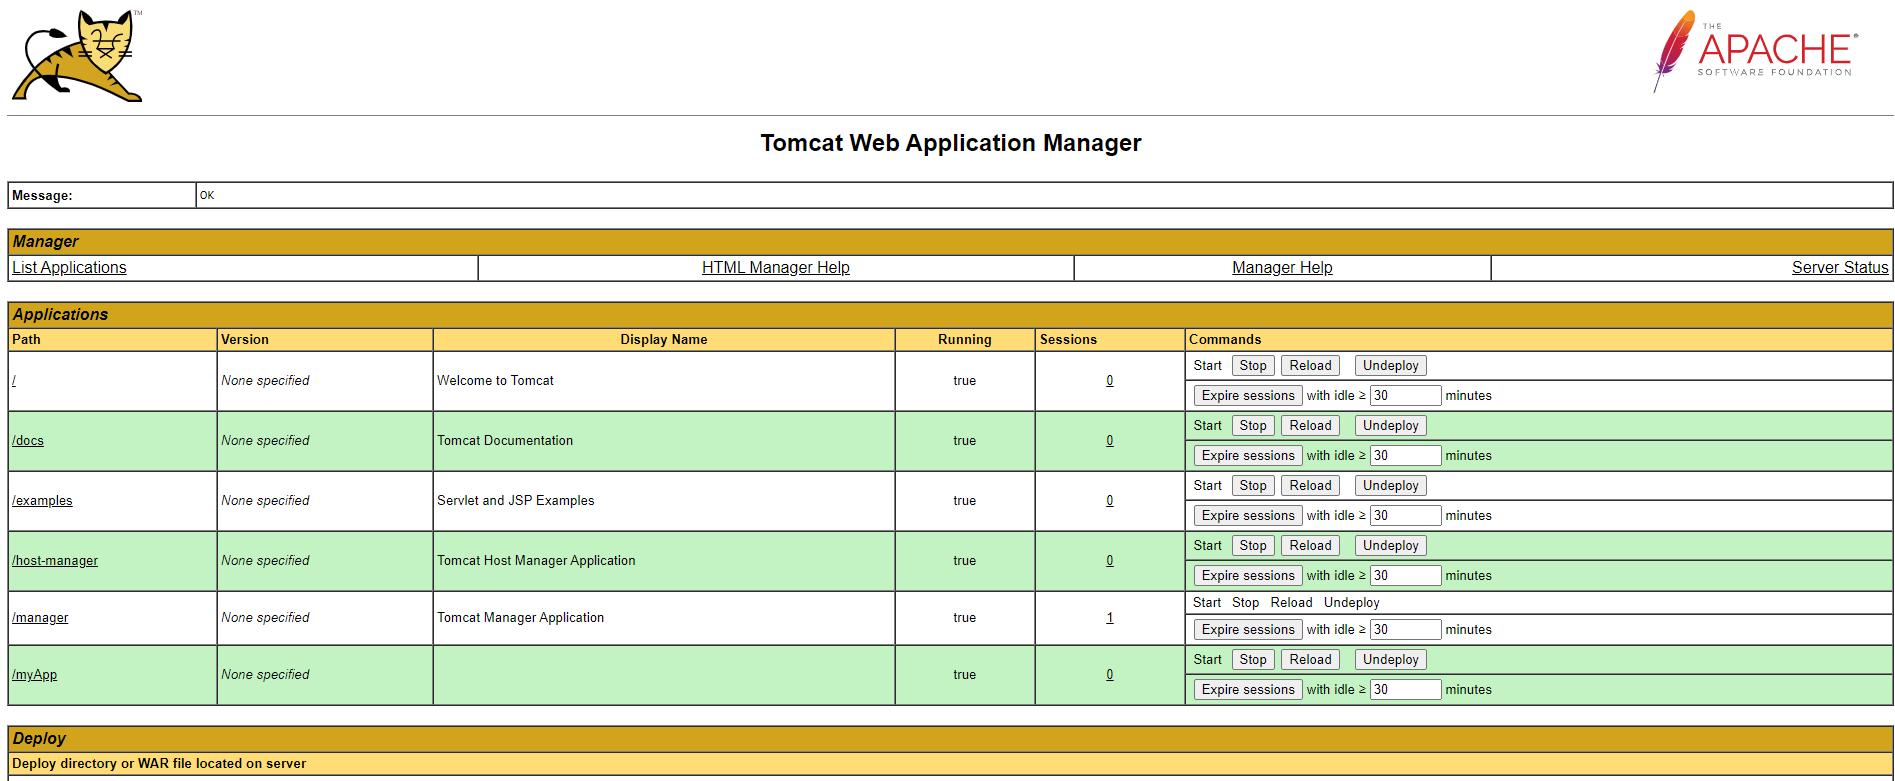 TM
THE
APACHE®
SOFTWARE FOUNDATION
Tomcat Web Application Manager
Message: OK
Manager
List Applications HTML Manager Help Manager Help Server Status
Applications
Path Version Display Name Running Sessions Commands
/ None specified Welcome to Tomcat true 0 Start Stop Reload Undeploy
Expire sessions with idle ≥ 30 minutes
/docs None specified Tomcat Documentation true 0 Start Stop Reload Undeploy
Expire sessions with idle ≥ 30 minutes
/examples None specified Servlet and JSP Examples true 0 Start Stop Reload Undeploy
Expire sessions with idle ≥ 30 minutes
/host-manager None specified Tomcat Host Manager Application true 0 Start Stop Reload Undeploy
Expire sessions with idle ≥ 30 minutes
/manager None specified Tomcat Manager Application true 1 Start Stop Reload Undeploy
Expire sessions with idle ≥ 30 minutes
/myApp None specified true 0 Start Stop Reload Undeploy
Expire sessions with idle ≥ 30 minutes
Deploy
Deploy directory or WAR file located on server